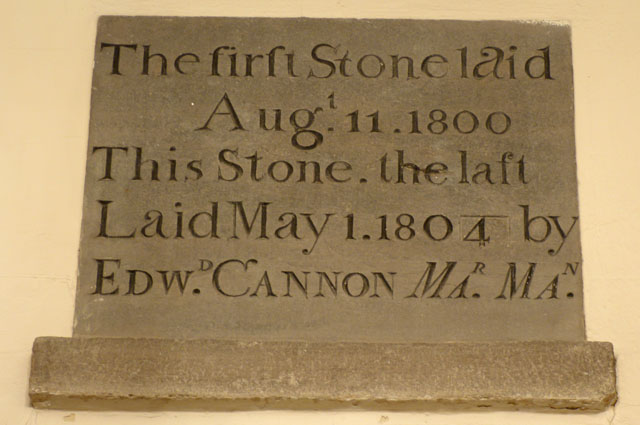 The firſt Stone laid
Augᵗ. 11. 1800
This Stone. the laſt
Laid May 1. 1804 by
EDWᴰ. CANNON MAᴿ. MAᴺ.